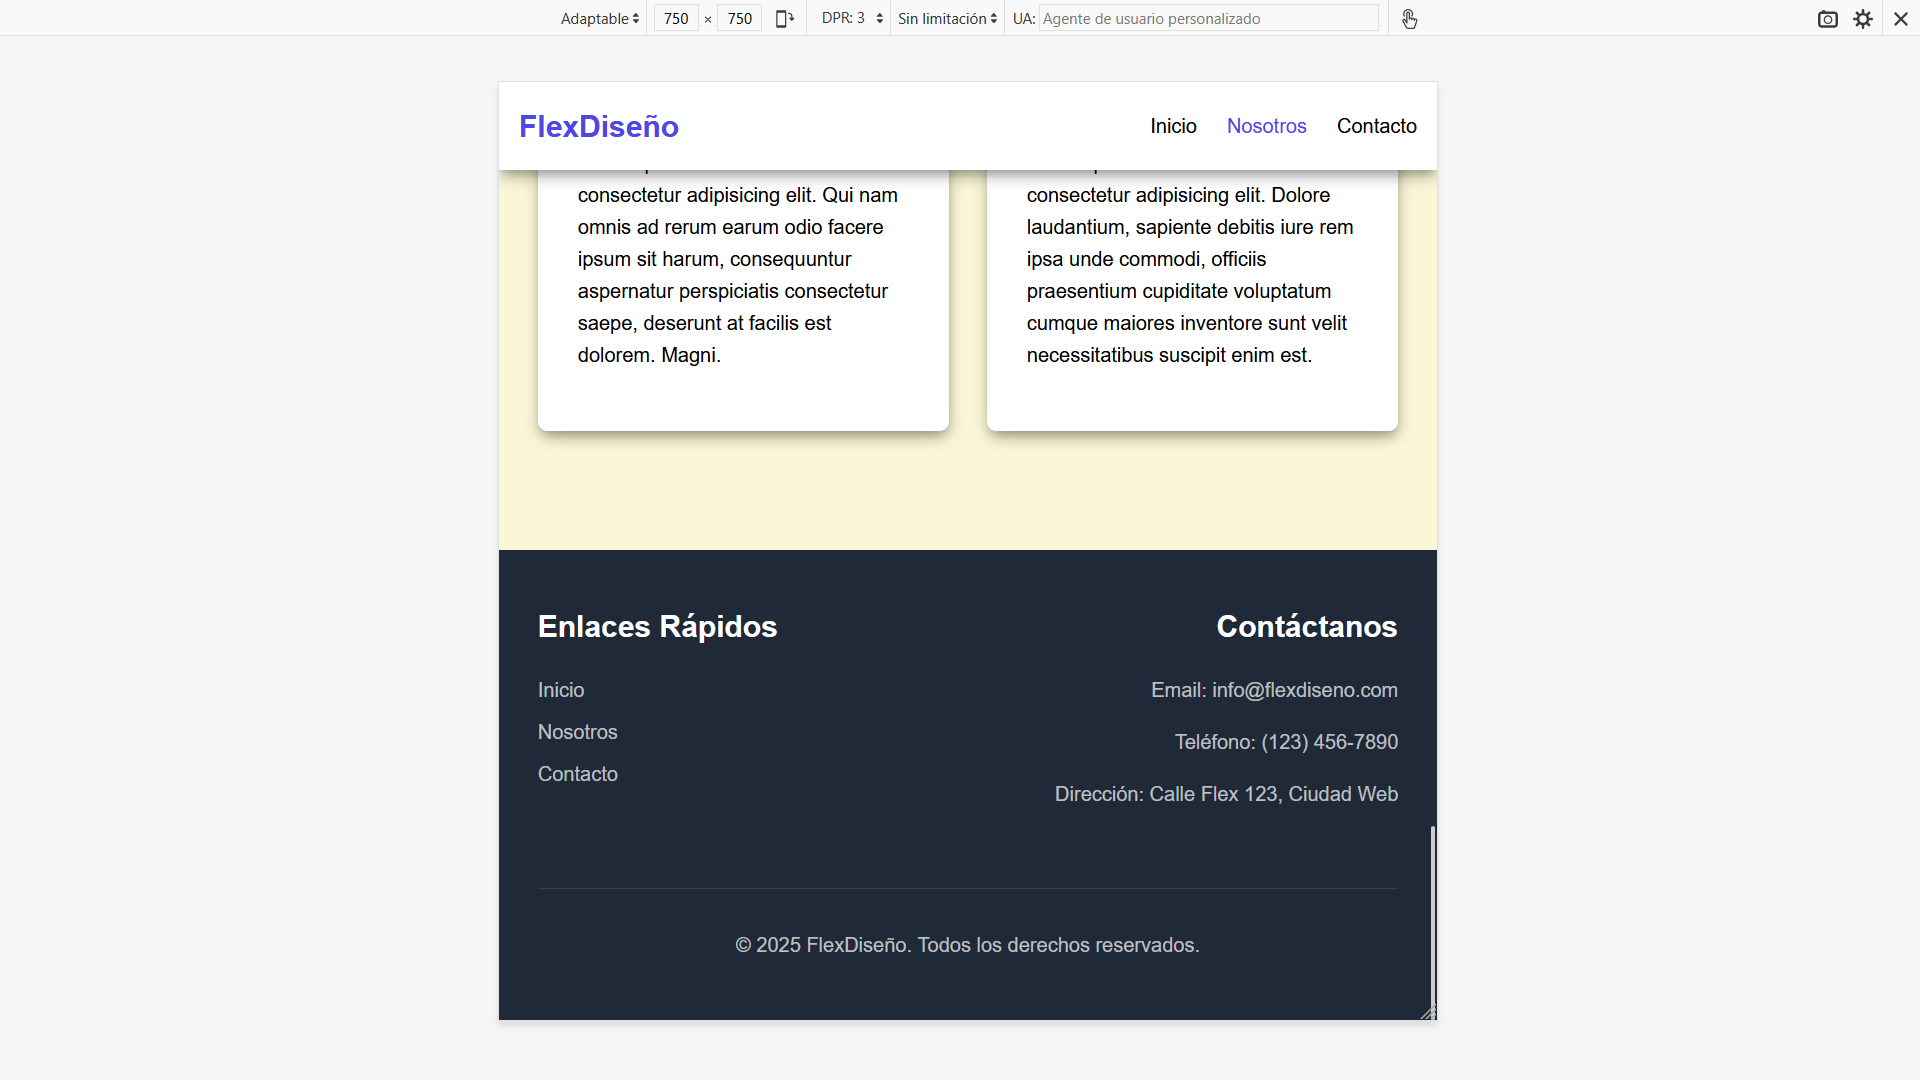 Adaptable 750 × 750 DPR: 3 Sin limitación UA: Agente de usuario personalizado
FlexDiseño Inicio Nosotros Contacto
consectetur adipisicing elit. Qui nam
omnis ad rerum earum odio facere
ipsum sit harum, consequuntur
aspernatur perspiciatis consectetur
saepe, deserunt at facilis est
dolorem. Magni.
consectetur adipisicing elit. Dolore
laudantium, sapiente debitis iure rem
ipsa unde commodi, officiis
praesentium cupiditate voluptatum
cumque maiores inventore sunt velit
necessitatibus suscipit enim est.
Enlaces Rápidos
Inicio
Nosotros
Contacto
Contáctanos
Email: info@flexdiseno.com
Teléfono: (123) 456-7890
Dirección: Calle Flex 123, Ciudad Web
© 2025 FlexDiseño. Todos los derechos reservados.